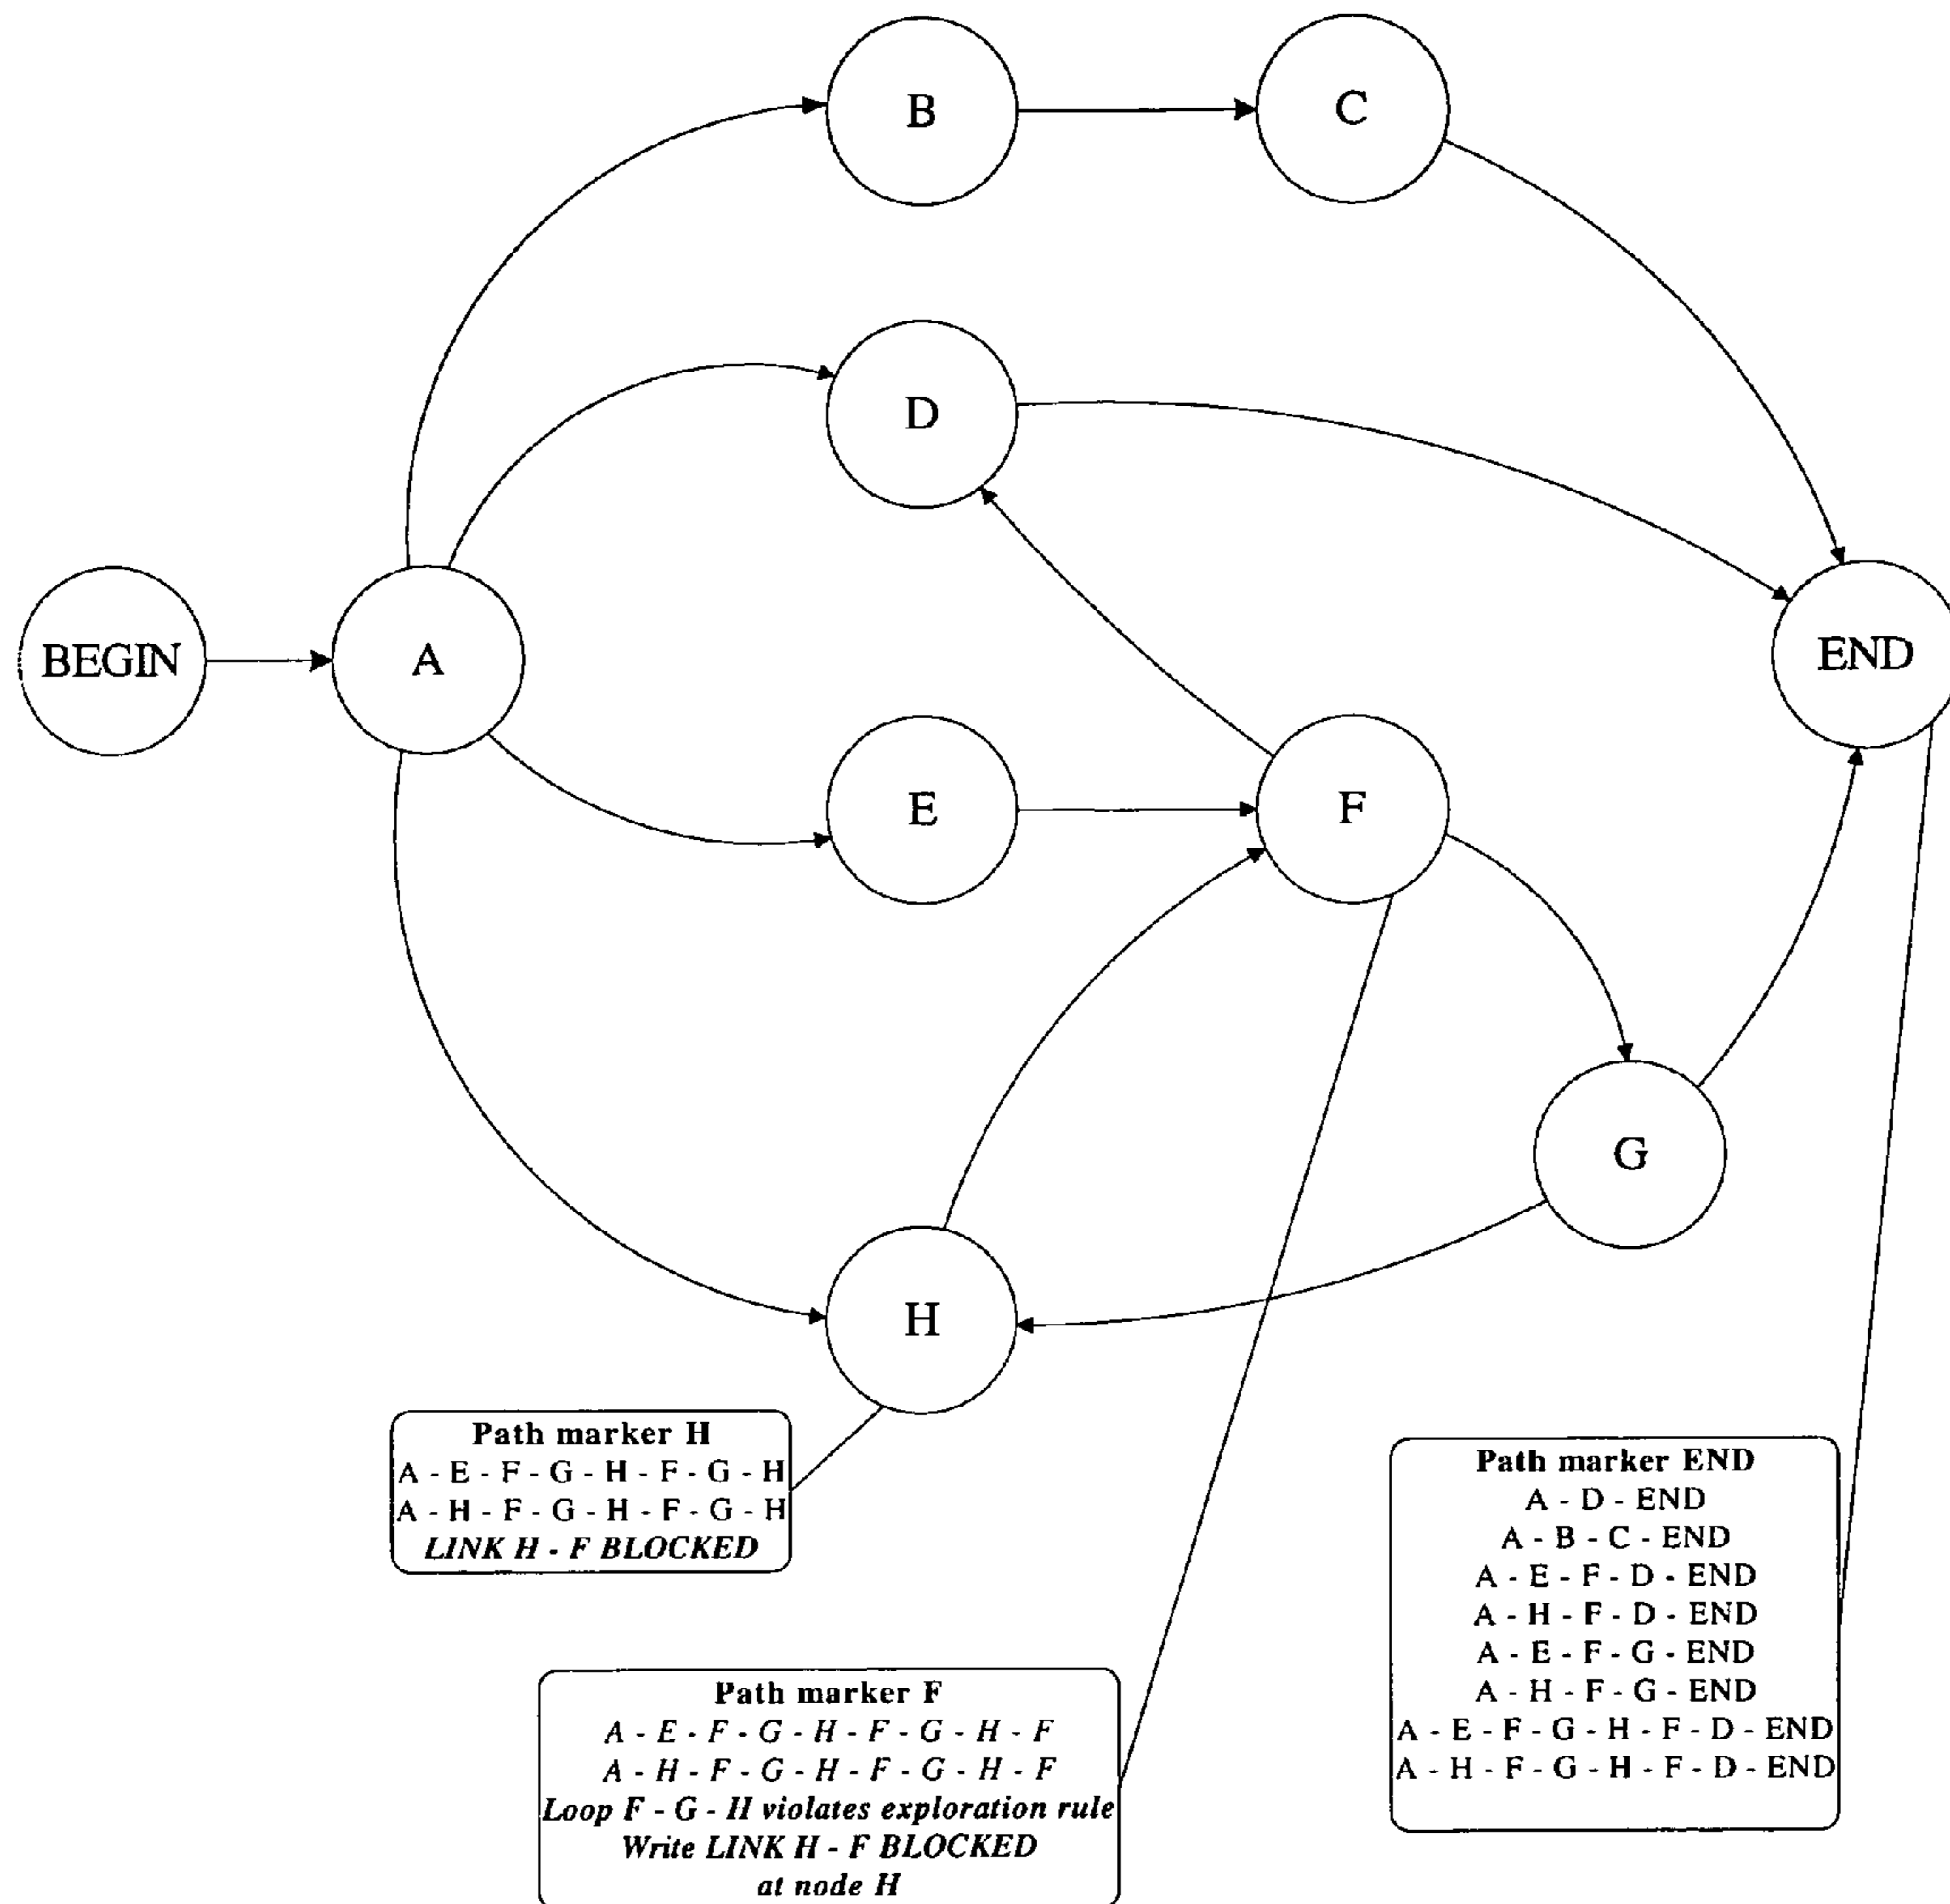 B
C
D
BEGIN
A
END
E
F
G
H
Path marker H
A - E - F - G - H - F - G - H
A - H - F - G - H - F - G - H
LINK H - F BLOCKED
Path marker END
A - D - END
A - B - C - END
A - E - F - D - END
A - H - F - D - END
A - E - F - G - END
A - H - F - G - END
A - E - F - G - H - F - D - END
A - H - F - G - H - F - D - END
Path marker F
A - E - F - G - H - F - G - H - F
A - H - F - G - H - F - G - H - F
Loop F - G - H violates exploration rule
Write LINK H - F BLOCKED
at node H